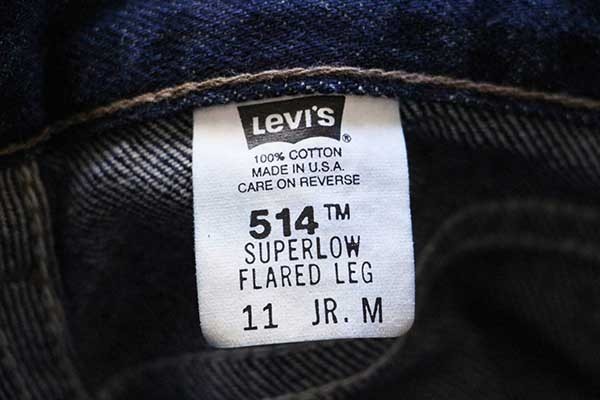 LEVI'S ®
100% COTTON
MADE IN U.S.A.
CARE ON REVERSE
514™
SUPERLOW
FLARED LEG
11 JR. M